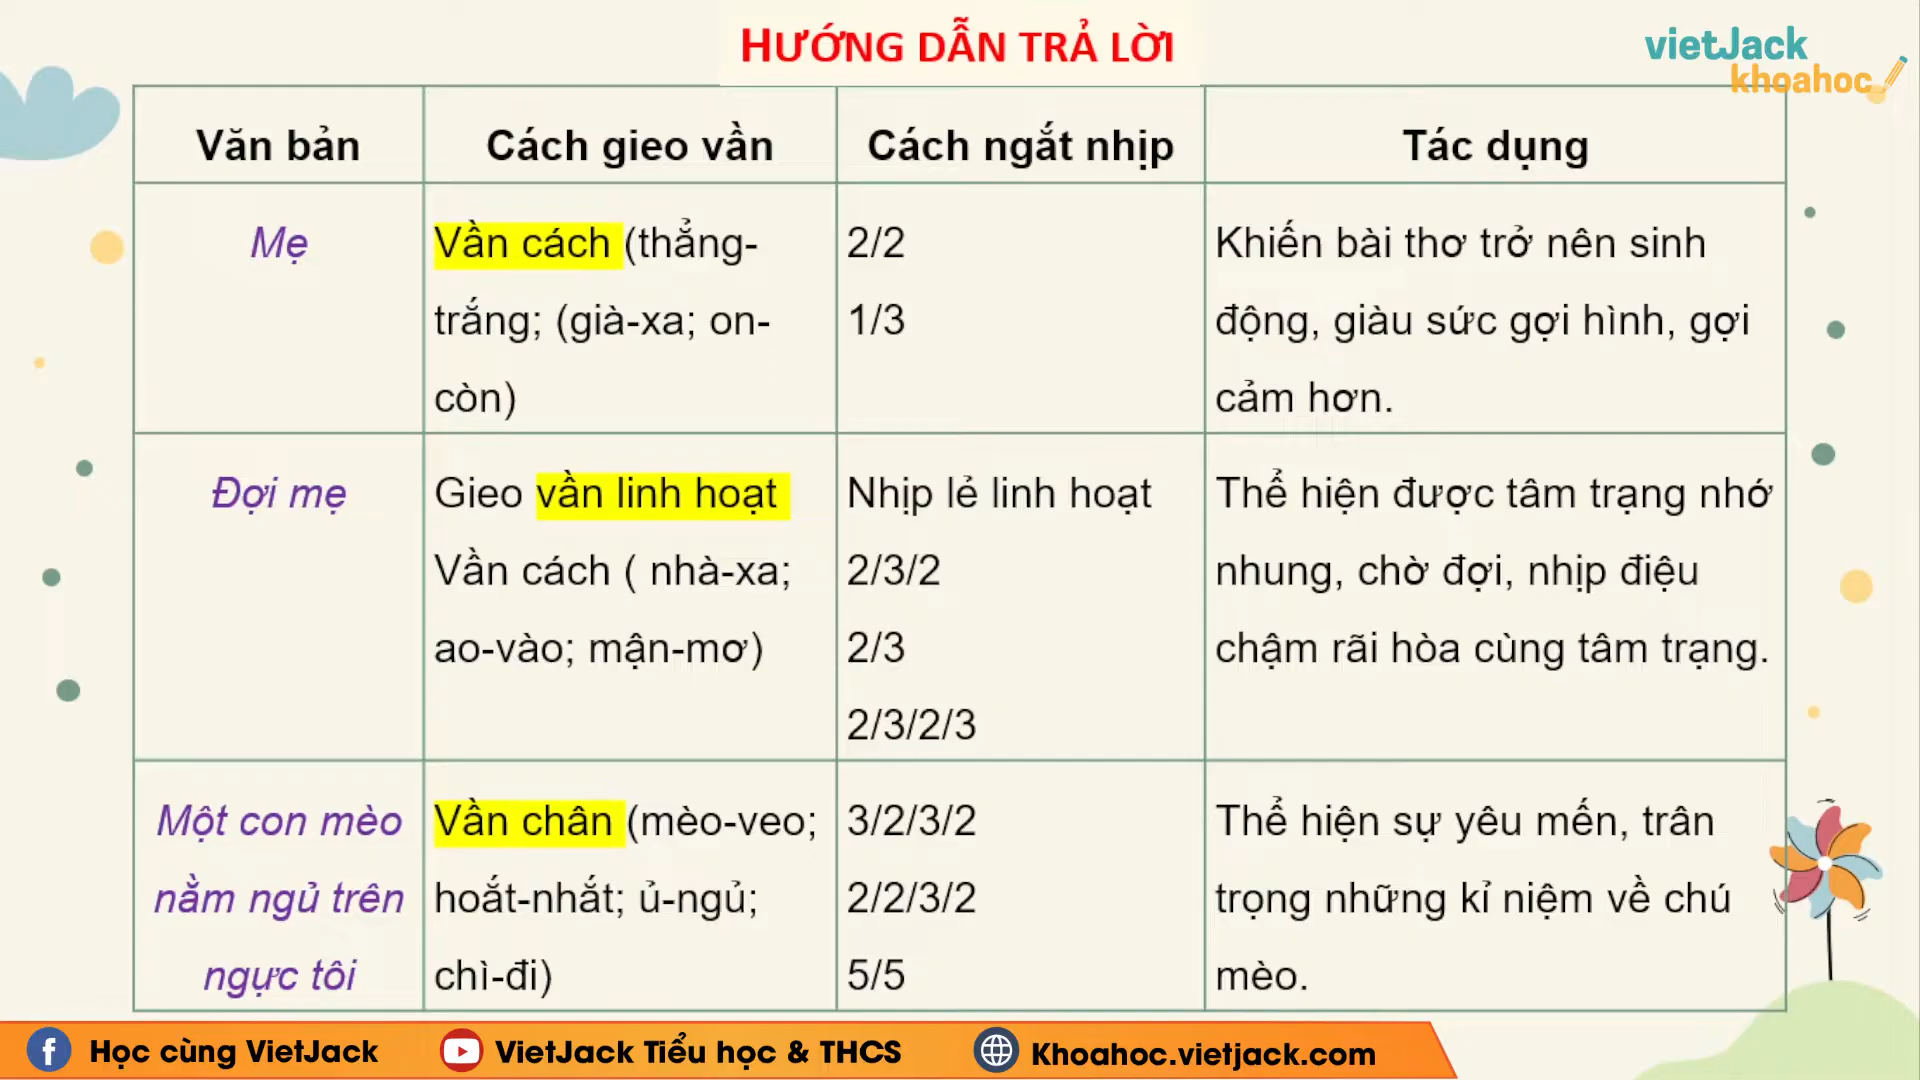 HƯỚNG DẪN TRẢ LỜI
vietJack
khoahoc
Văn bản
Cách gieo vần
Cách ngắt nhịp
Tác dụng
Mẹ
Vần cách (thẳng-
trắng; (già-xa; on-
còn)
2/2
1/3
Khiến bài thơ trở nên sinh
động, giàu sức gợi hình, gợi
cảm hơn.
Đợi mẹ
Gieo vần linh hoạt
Vần cách ( nhà-xa;
ao-vào; mận-mơ)
Nhịp lẻ linh hoạt
2/3/2
2/3
2/3/2/3
Thể hiện được tâm trạng nhớ
nhung, chờ đợi, nhịp điệu
chậm rãi hòa cùng tâm trạng.
Một con mèo
nằm ngủ trên
ngực tôi
Vần chân (mèo-veo;
hoắt-nhắt; ủ-ngủ;
chì-đi)
3/2/3/2
2/2/3/2
5/5
Thể hiện sự yêu mến, trân
trọng những kỉ niệm về chú
mèo.
Học cùng VietJack
VietJack Tiểu học & THCS
Khoahoc.vietjack.com